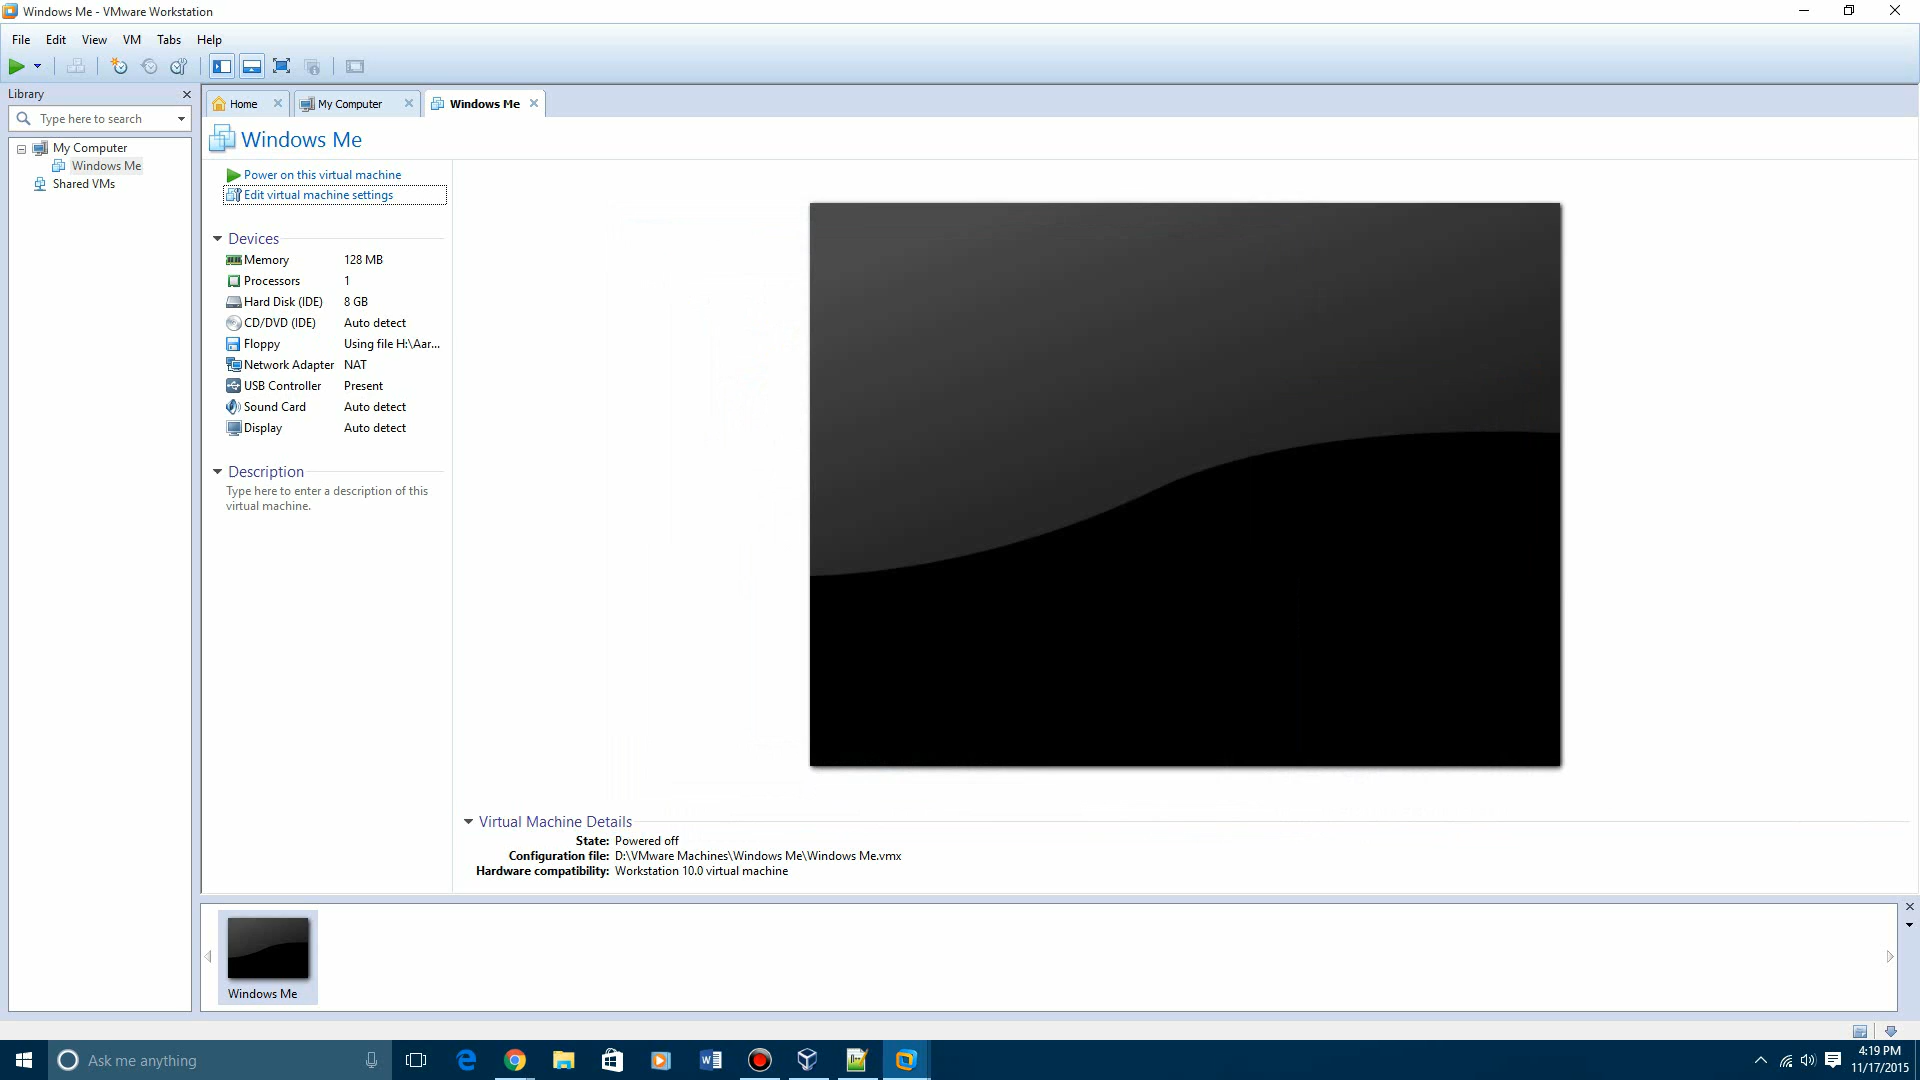 Windows Me - VMware Workstation
File Edit View VM Tabs Help
Library
Type here to search
My Computer
Windows Me
Shared VMs
Home My Computer Windows Me
Windows Me
Power on this virtual machine
Edit virtual machine settings
Devices
Memory 128 MB
Processors 1
Hard Disk (IDE) 8 GB
CD/DVD (IDE) Auto detect
Floppy Using file H:\Aar...
Network Adapter NAT
USB Controller Present
Sound Card Auto detect
Display Auto detect
Description
Type here to enter a description of this
virtual machine.
Virtual Machine Details
State: Powered off
Configuration file: D:\VMware Machines\Windows Me\Windows Me.vmx
Hardware compatibility: Workstation 10.0 virtual machine
Windows Me
Ask me anything
4:19 PM
11/17/2015